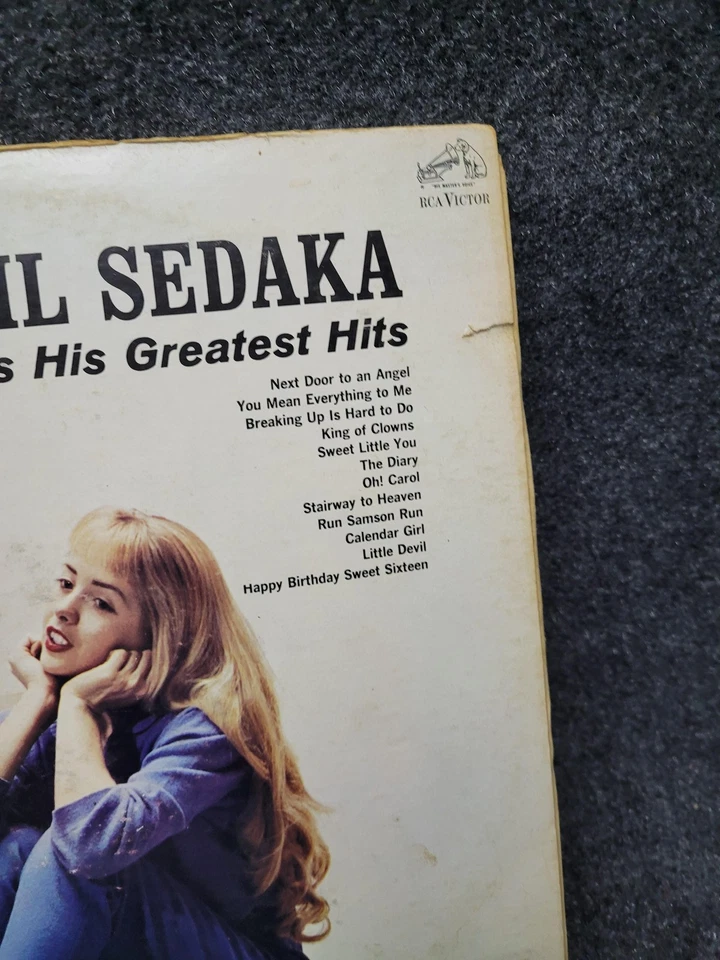 "HIS MASTER'S VOICE"
RCA VICTOR
IL SEDAKA
s His Greatest Hits
Next Door to an Angel
You Mean Everything to Me
Breaking Up Is Hard to Do
King of Clowns
Sweet Little You
The Diary
Oh! Carol
Stairway to Heaven
Run Samson Run
Calendar Girl
Little Devil
Happy Birthday Sweet Sixteen